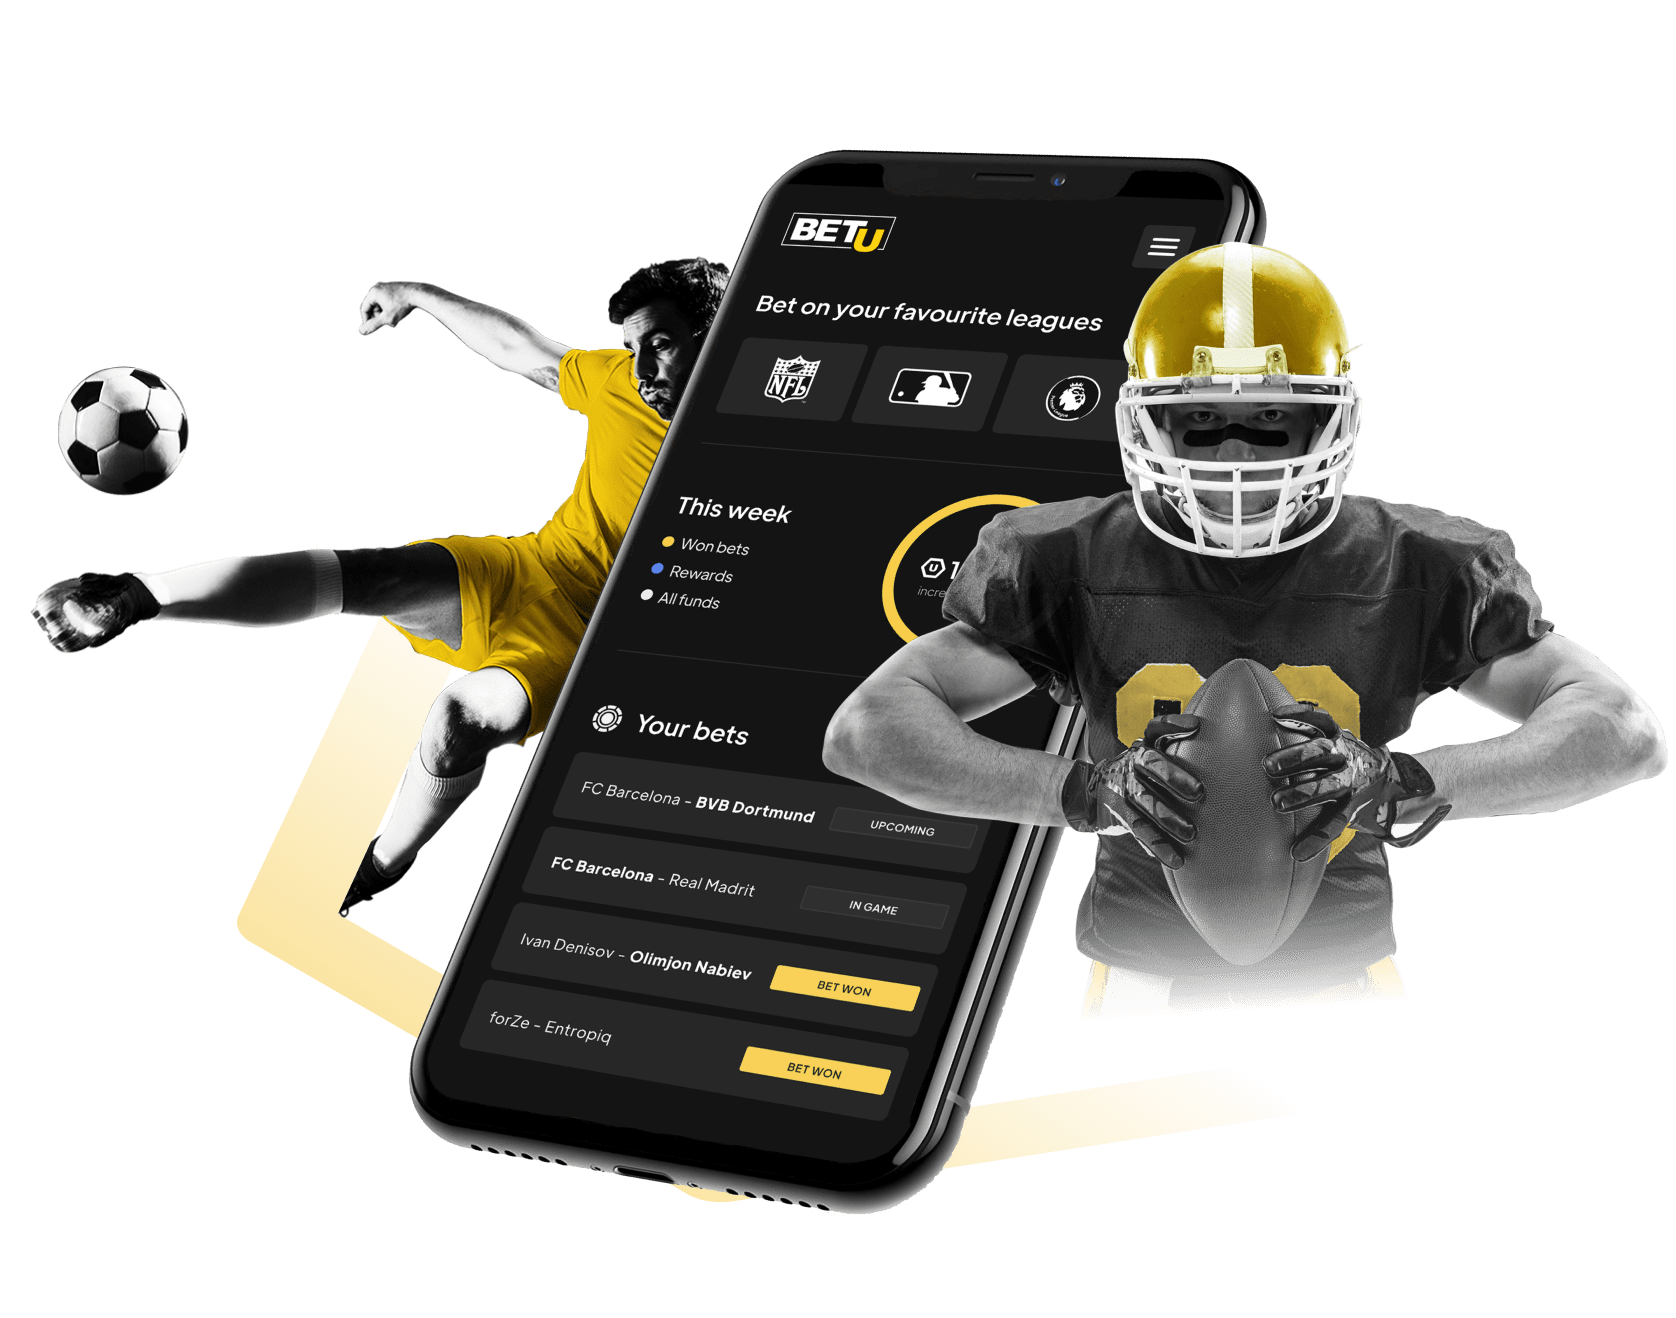 BETU
Bet on your favourite leagues
NFL
This week
Won bets
Rewards
All funds
U
Your bets
FC Barcelona - BVB Dortmund
UPCOMING
FC Barcelona - Real Madrit
IN GAME
Ivan Denisov - Olimjon Nabiev
BET WON
forZe - Entropiq
BET WON